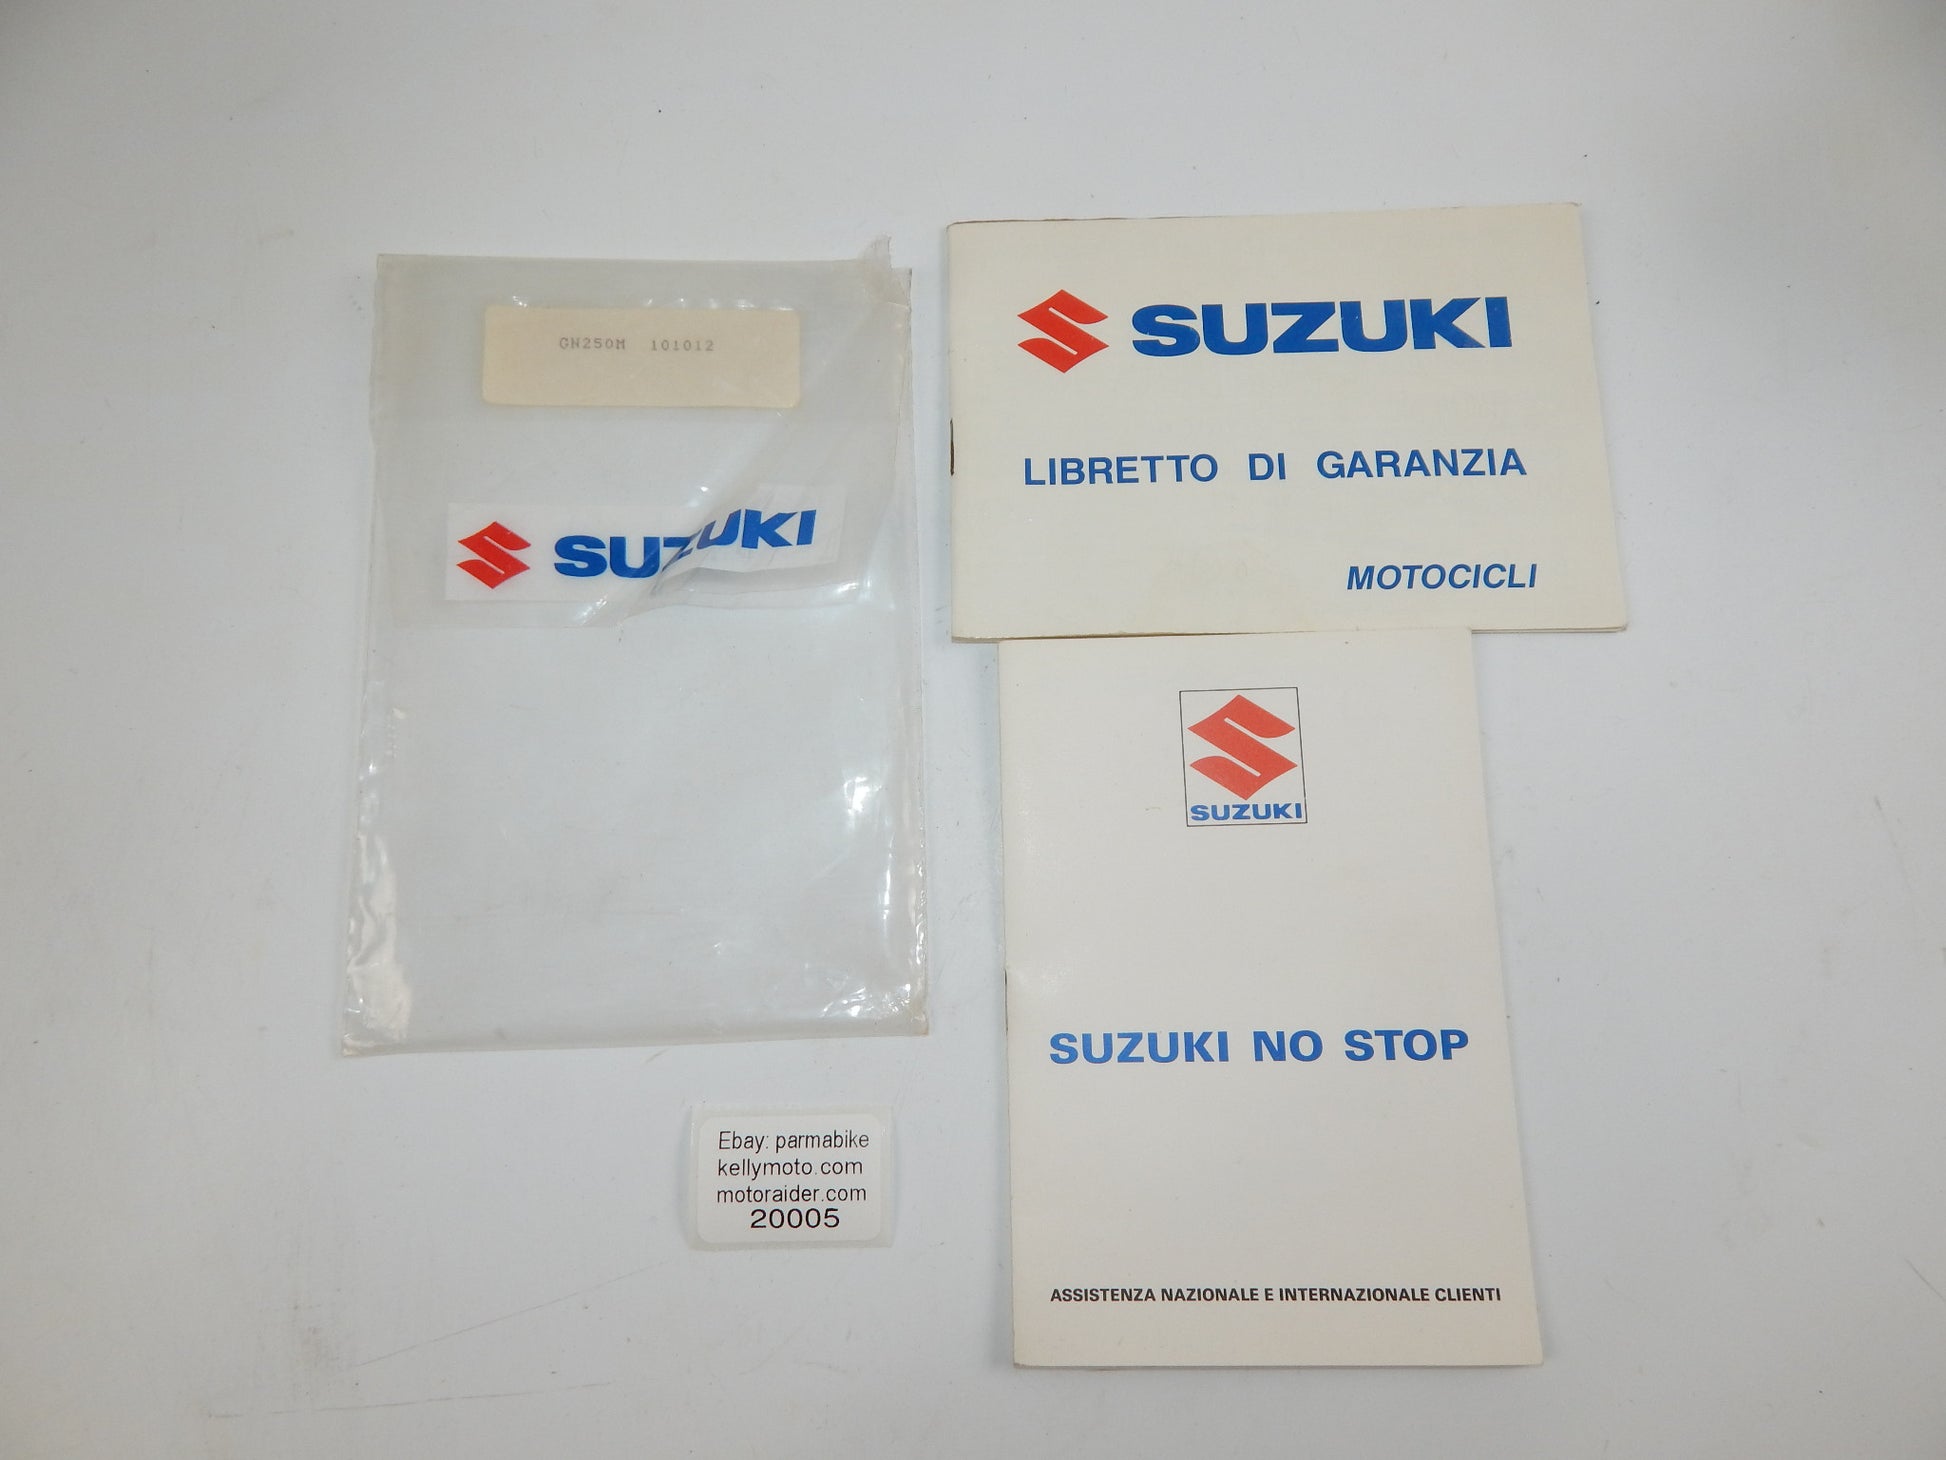 GN250M 101012
SUZUKI
SUZUKI
LIBRETTO DI GARANZIA
MOTOCICLI
SUZUKI
SUZUKI NO STOP
ASSISTENZA NAZIONALE E INTERNAZIONALE CLIENTI
Ebay: parmabike
kellymoto.com
motoraider.com
20005